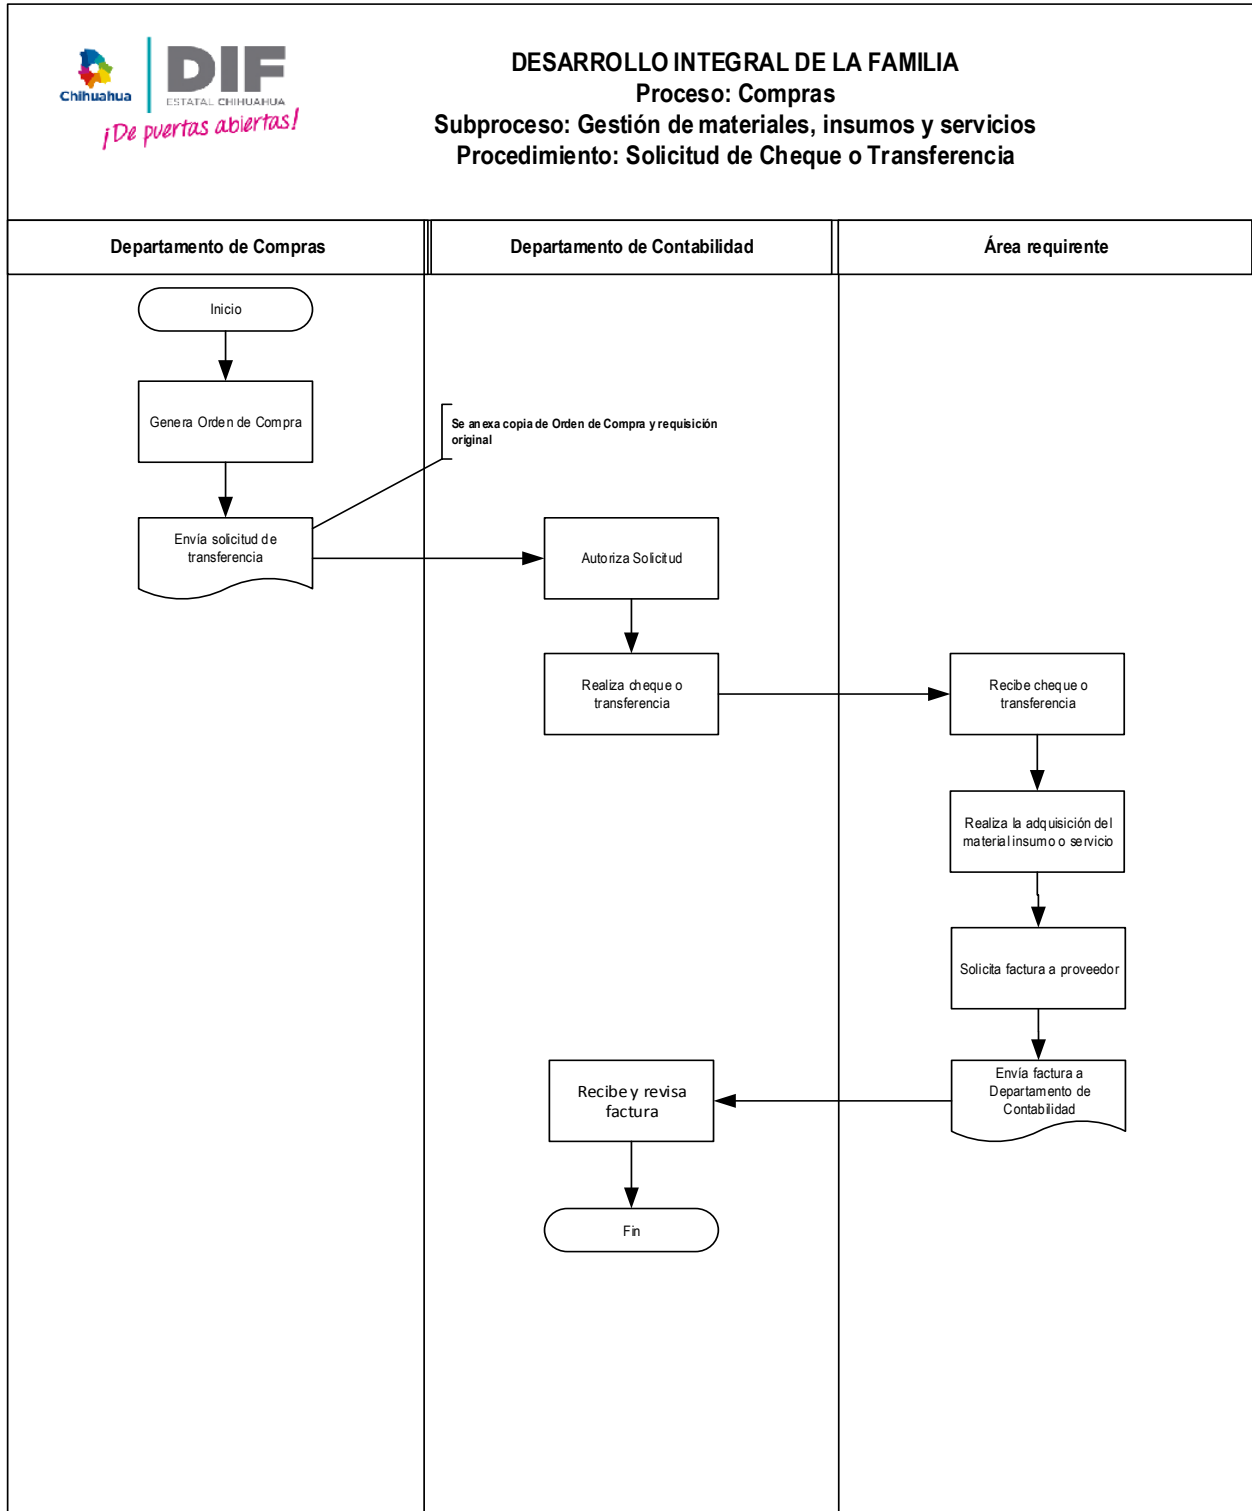 Chihuahua
DIF
ESTATAL CHIHUAHUA
¡De puertas abiertas!
DESARROLLO INTEGRAL DE LA FAMILIA
Proceso: Compras
Subproceso: Gestión de materiales, insumos y servicios
Procedimiento: Solicitud de Cheque o Transferencia
Departamento de Compras
Departamento de Contabilidad
Área requirente
Inicio
Genera Orden de Compra
Se anexa copia de Orden de Compra y requisición
original
Envía solicitud de
transferencia
Autoriza Solicitud
Realiza cheque o
transferencia
Recibe cheque o
transferencia
Realiza la adquisición del
material insumo o servicio
Solicita factura a proveedor
Envía factura a
Departamento de
Contabilidad
Recibe y revisa
factura
Fin